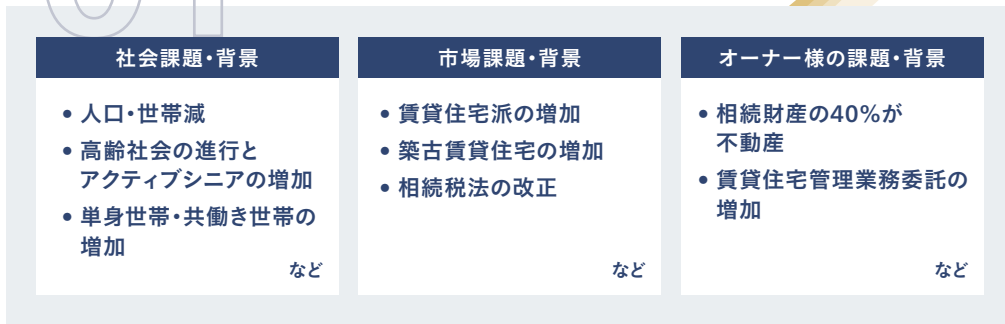 01
社会課題・背景
• 人口・世帯減
• 高齢社会の進行と
アクティブシニアの増加
• 単身世帯・共働き世帯の
増加
など
市場課題・背景
• 賃貸住宅派の増加
• 築古賃貸住宅の増加
• 相続税法の改正
など
オーナー様の課題・背景
• 相続財産の40%が
不動産
• 賃貸住宅管理業務委託の
増加
など